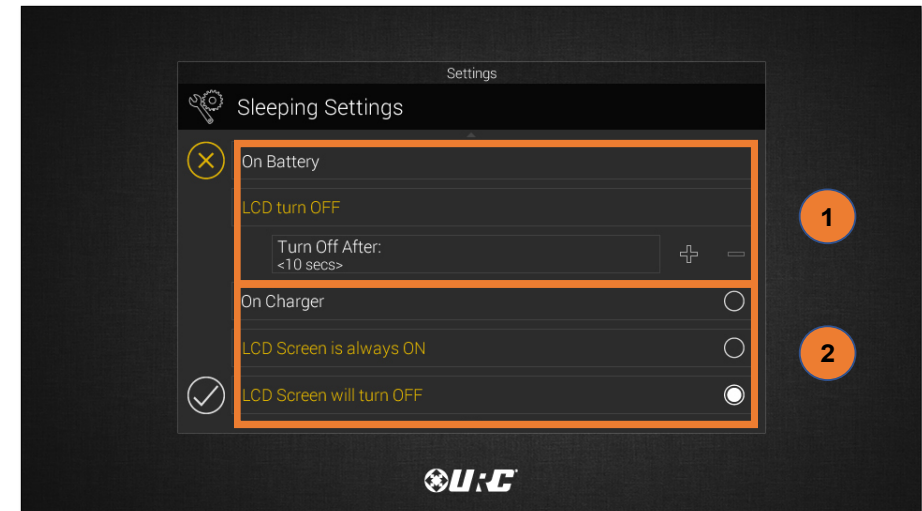 Settings
Sleeping Settings
On Battery
LCD turn OFF
Turn Off After:
<10 secs>
1
On Charger
LCD Screen is always ON
2
LCD Screen will turn OFF
URC